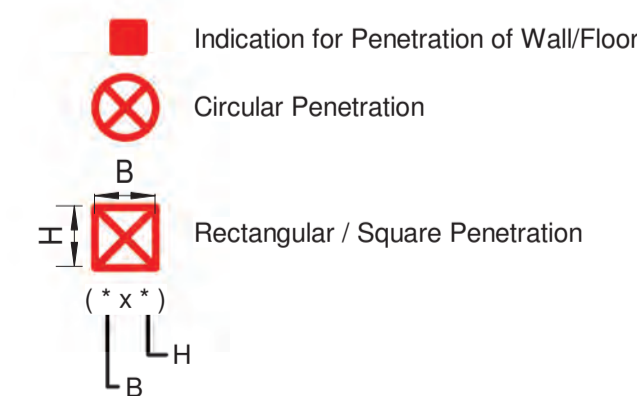 Indication for Penetration of Wall/Floor
Circular Penetration
B
H
Rectangular / Square Penetration
( * x * )
H
B